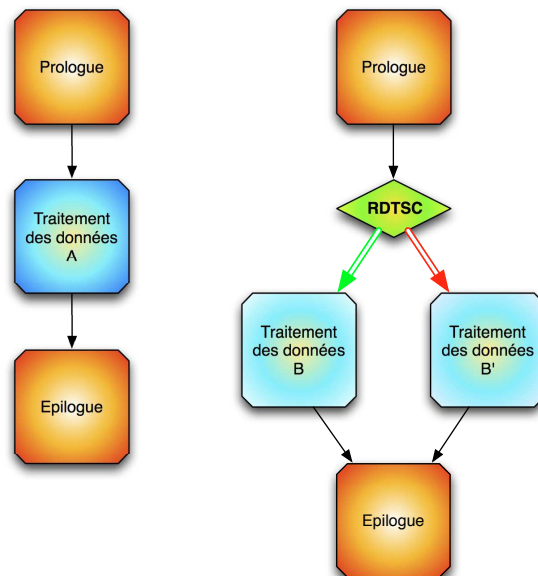 Prologue
Traitement
des données
A
Epilogue
Prologue
RDTSC
Traitement
des données
B
Traitement
des données
B'
Epilogue